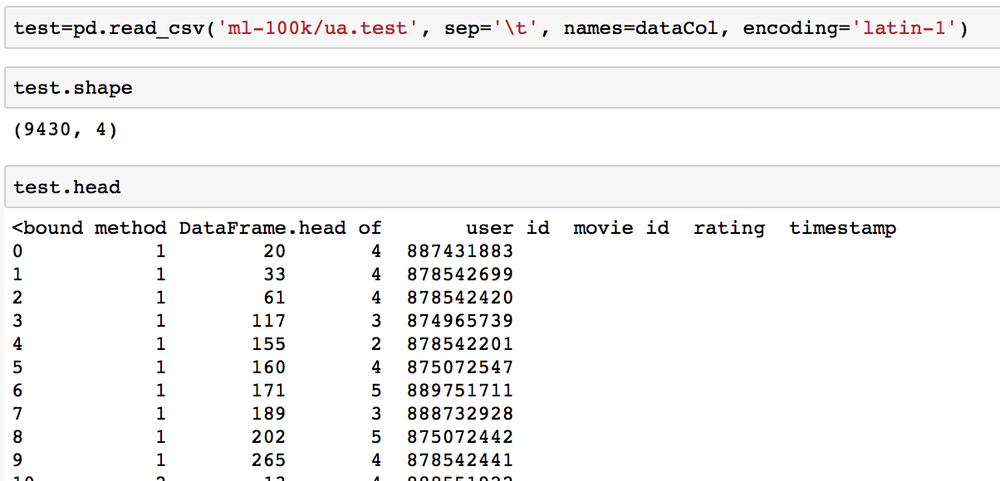 test=pd.read_csv('ml-100k/ua.test', sep='\t', names=dataCol, encoding='latin-1')
test.shape
(9430, 4)
test.head
<bound method DataFrame.head of       user id  movie id  rating  timestamp
0           1        20       4  887431883
1           1        33       4  878542699
2           1        61       4  878542420
3           1       117       3  874965739
4           1       155       2  878542201
5           1       160       4  875072547
6           1       171       5  889751711
7           1       189       3  888732928
8           1       202       5  875072442
9           1       265       4  878542441